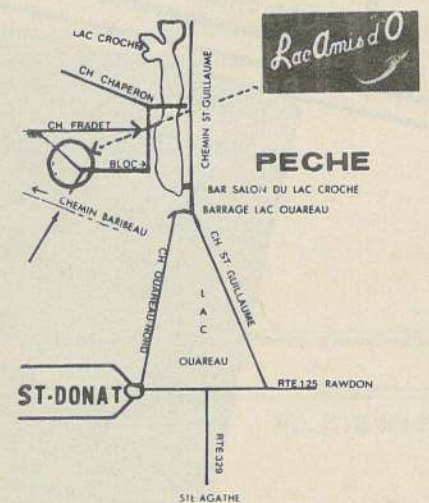 LAC CROCHE
Lac Amis d'O
CH CHAPERON
CHEMIN ST GUILLAUME
CH. FRADET
BLOC
PECHE
BAR SALON DU LAC CROCHE
BARRAGE LAC OUAREAU
CHEMIN BARIBEAU
CH OUAREAU NORD
CH ST GUILLAUME
LAC
OUAREAU
ST-DONAT
RTE 125 RAWDON
RTE 329
STE AGATHE